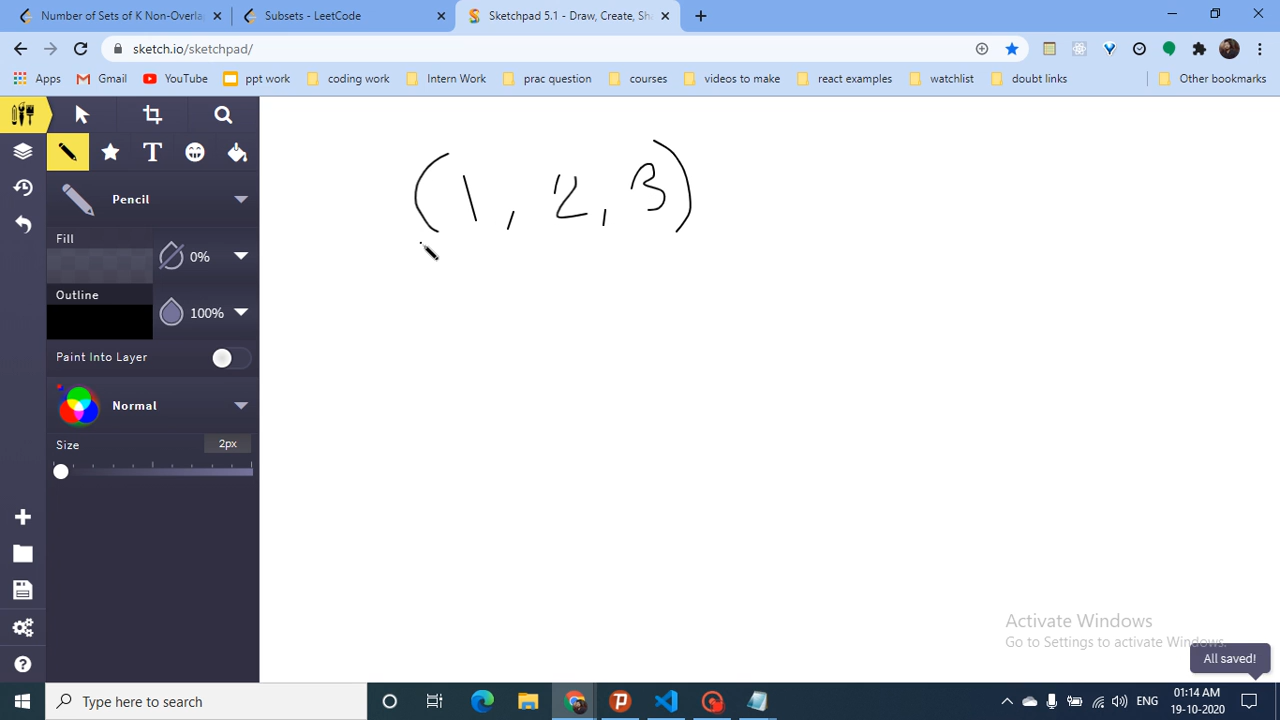 Number of Sets of K Non-Overla
Subsets - LeetCode
Sketchpad 5.1 - Draw, Create, Sha
sketch.io/sketchpad/
Apps
Gmail
YouTube
ppt work
coding work
Intern Work
prac question
courses
videos to make
react examples
watchlist
doubt links
Other bookmarks
(1, 2, 3)
Pencil
Fill
0%
Outline
100%
Paint Into Layer
Normal
Size
2px
Activate Windows
Go to Settings to activate Windows.
All saved!
Type here to search
ENG
01:14 AM
19-10-2020